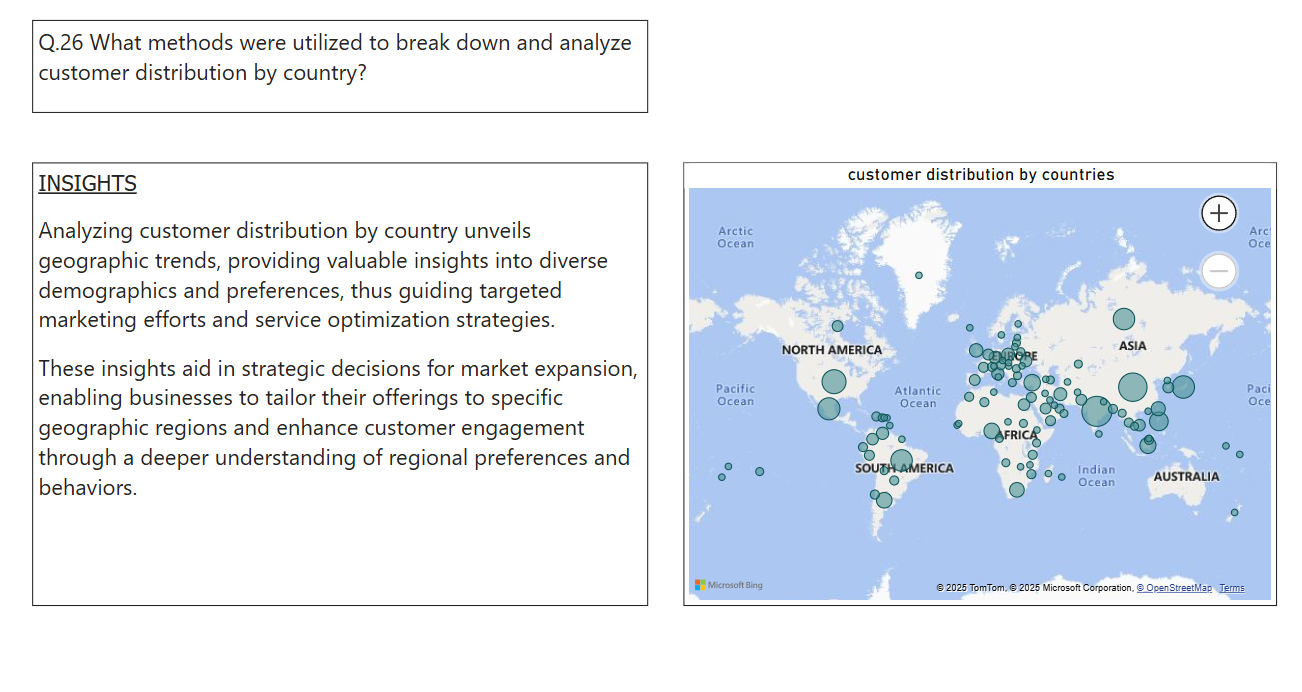 Q.26 What methods were utilized to break down and analyze
customer distribution by country?
INSIGHTS
Analyzing customer distribution by country unveils
geographic trends, providing valuable insights into diverse
demographics and preferences, thus guiding targeted
marketing efforts and service optimization strategies.
These insights aid in strategic decisions for market expansion,
enabling businesses to tailor their offerings to specific
geographic regions and enhance customer engagement
through a deeper understanding of regional preferences and
behaviors.
customer distribution by countries
Arctic
Ocean
Arc
Oce
NORTH AMERICA
EUROPE
ASIA
Pacific
Ocean
Atlantic
Ocean
Paci
Oce
AFRICA
SOUTH AMERICA
Indian
Ocean
AUSTRALIA
Microsoft Bing
© 2025 TomTom, © 2025 Microsoft Corporation, © OpenStreetMap Terms